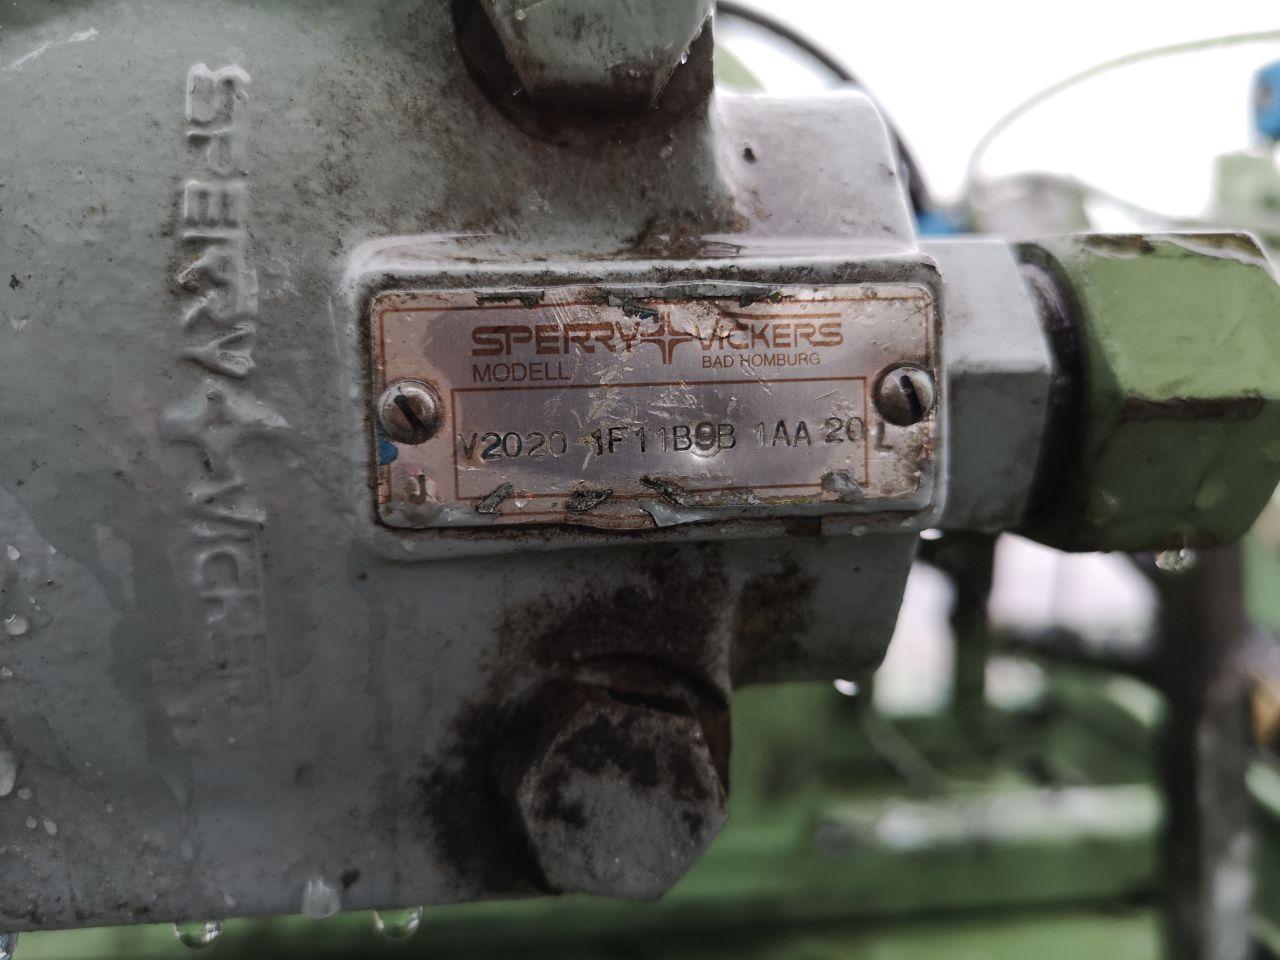 SPERRY VICKERS
SPERRY VICKERS
BAD HOMBURG
MODELL
V2020 1F11B9B 1AA 20 L
J